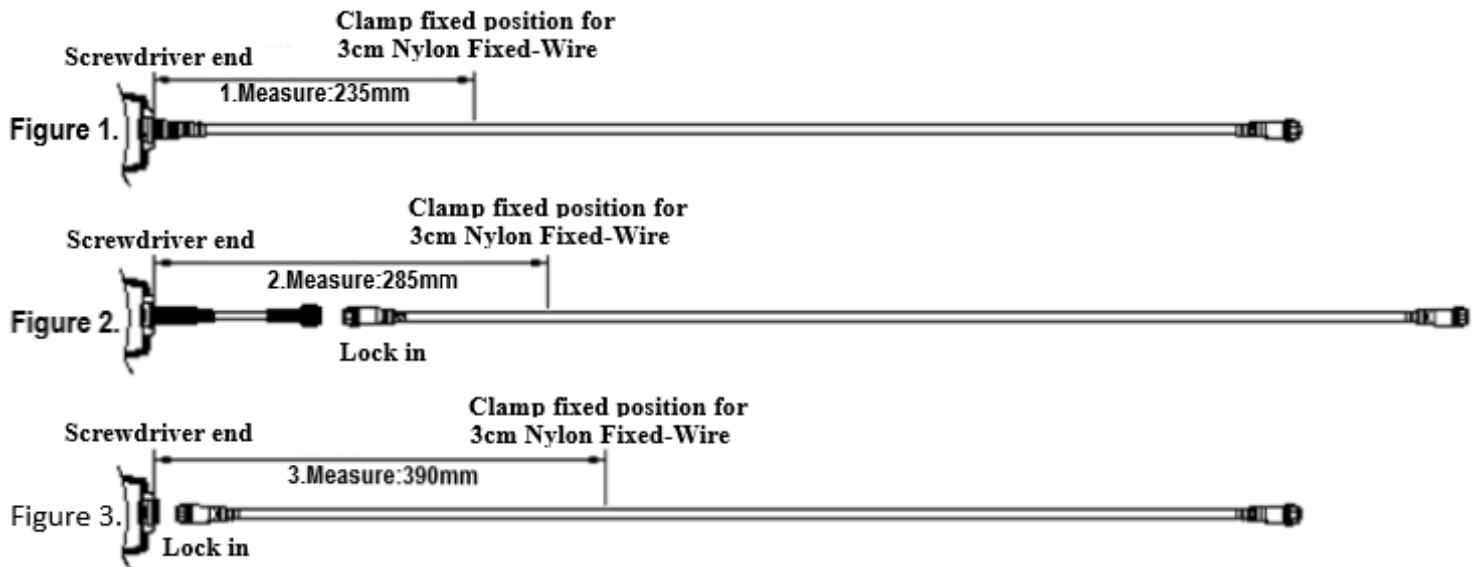 Clamp fixed position for
3cm Nylon Fixed-Wire
Screwdriver end
1.Measure:235mm
Figure 1.
Clamp fixed position for
3cm Nylon Fixed-Wire
Screwdriver end
2.Measure:285mm
Figure 2.
Lock in
Clamp fixed position for
3cm Nylon Fixed-Wire
Screwdriver end
3.Measure:390mm
Figure 3.
Lock in